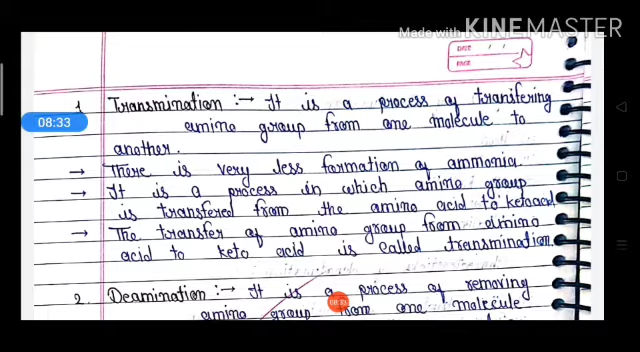 Made with KINEMASTER
DATE
PAGE
1 Transmination :→ It is a process of transfering
amino group from one molecule to
another.
08:33
→ There is very less formation of ammonia.
→ It is a process in which amino group
is transfered from the amino acid to ketoacid
→ The transfer of amino group from amino
acid to keto acid is called transmination.
2. Deamination :→ It is a process of removing
08:33
amino group from one molecule